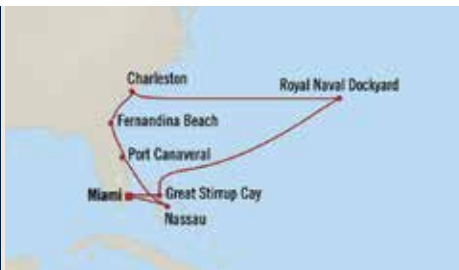 Charleston
Royal Naval Dockyard
Fernandina Beach
Port Canaveral
Miami
Great Stirrup Cay
Nassau